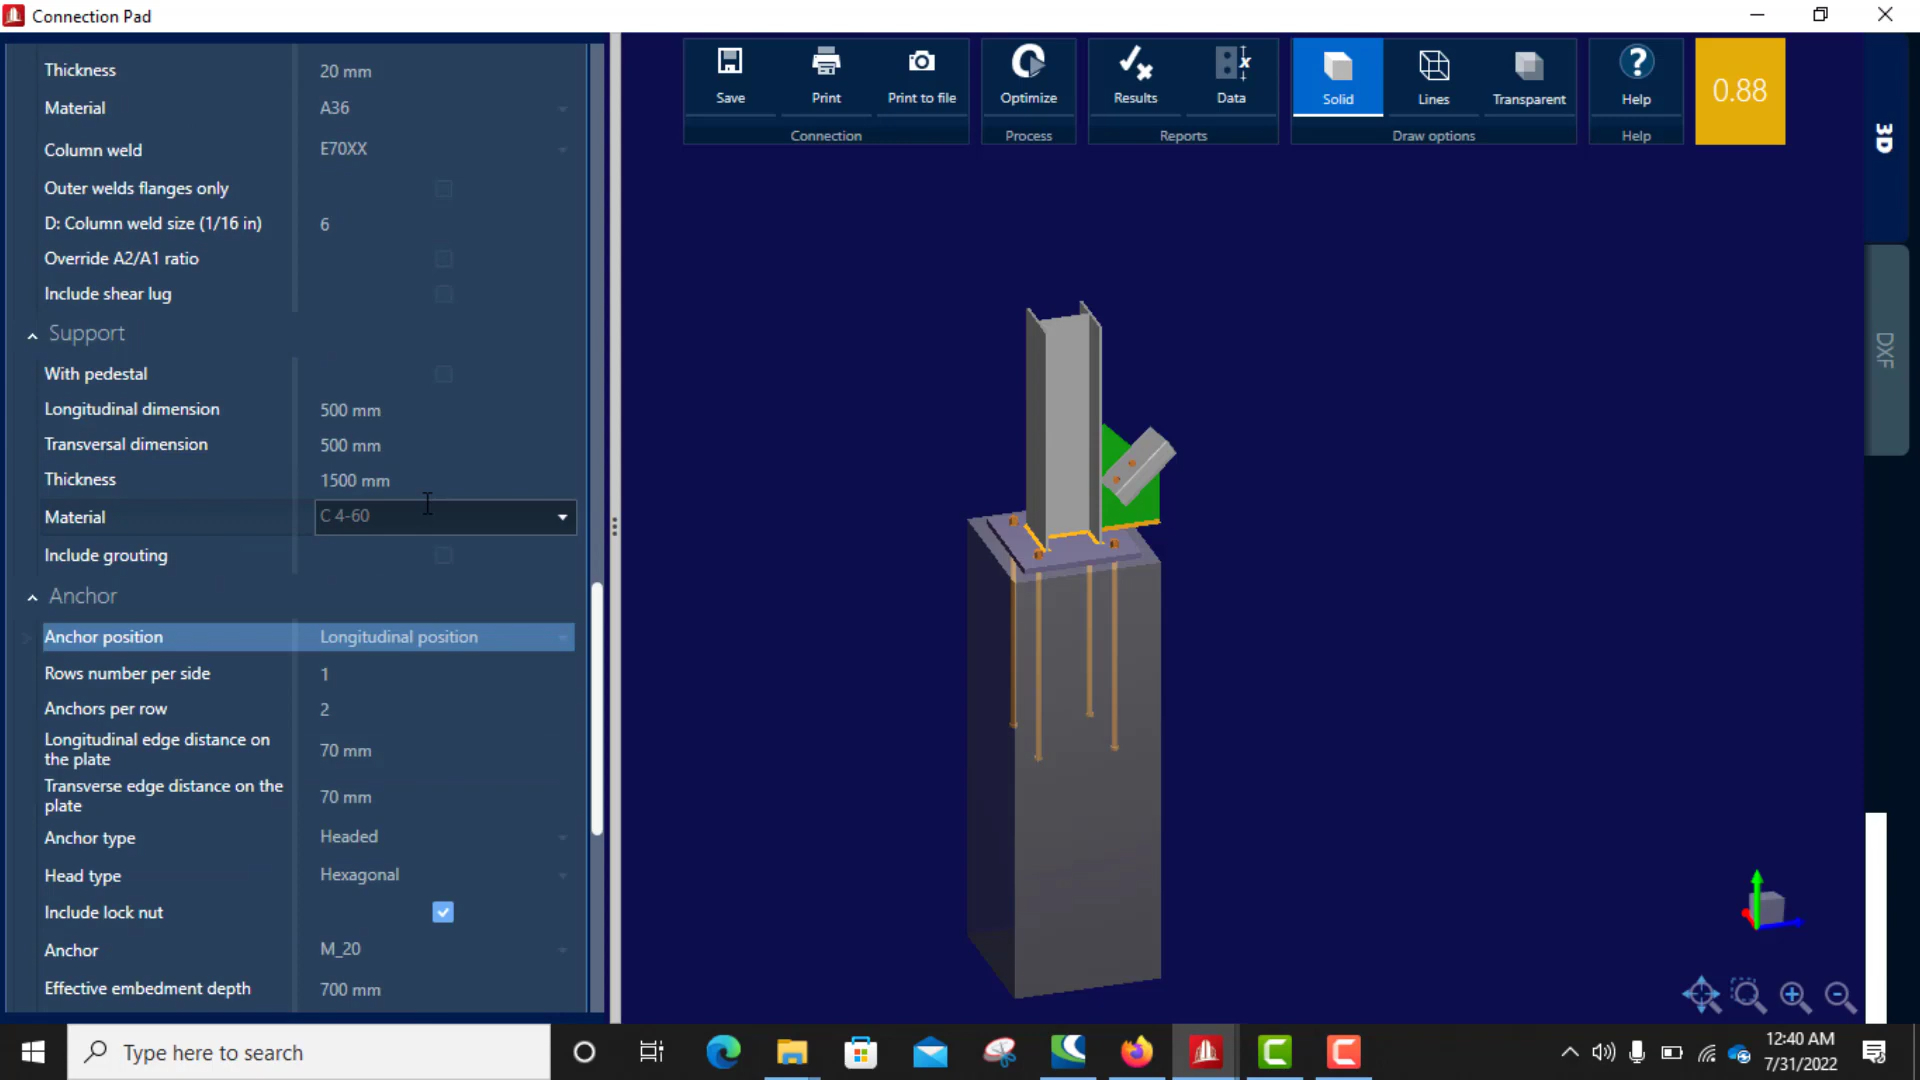 Connection Pad
Thickness 20 mm
Material A36
Column weld E70XX
Outer welds flanges only
D: Column weld size (1/16 in) 6
Override A2/A1 ratio
Include shear lug
Support
With pedestal
Longitudinal dimension 500 mm
Transversal dimension 500 mm
Thickness 1500 mm
Material C 4-60
Include grouting
Anchor
Anchor position Longitudinal position
Rows number per side 1
Anchors per row 2
Longitudinal edge distance on
the plate 70 mm
Transverse edge distance on the
plate 70 mm
Anchor type Headed
Head type Hexagonal
Include lock nut
Anchor M_20
Effective embedment depth 700 mm
Save Print Print to file Optimize Results Data Solid Lines Transparent Help
Connection Process Reports Draw options Help
0.88
3D
DXF
Type here to search
12:40 AM
7/31/2022